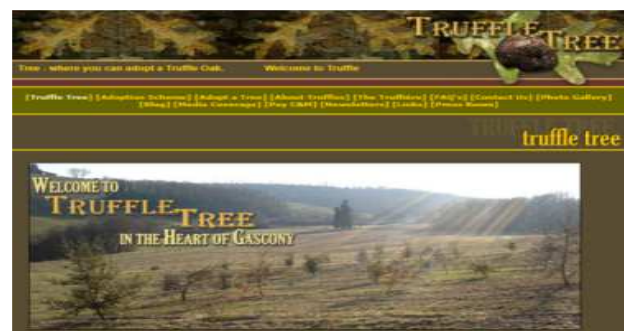 TRUFFLE TREE
Tree - where you can adopt a Truffle Oak. Welcome to Truffle
[Truffle Tree] [Adoption Scheme] [Adopt a Tree] [About Truffles] [The Truffière] [FAQ's] [Contact Us] [Photo Gallery]
[Blog] [Media Coverage] [Pay C&M] [Newsletters] [Links] [Press Room]
TRUFFLE TREE
truffle tree
WELCOME TO
TRUFFLE TREE
IN THE HEART OF GASCONY